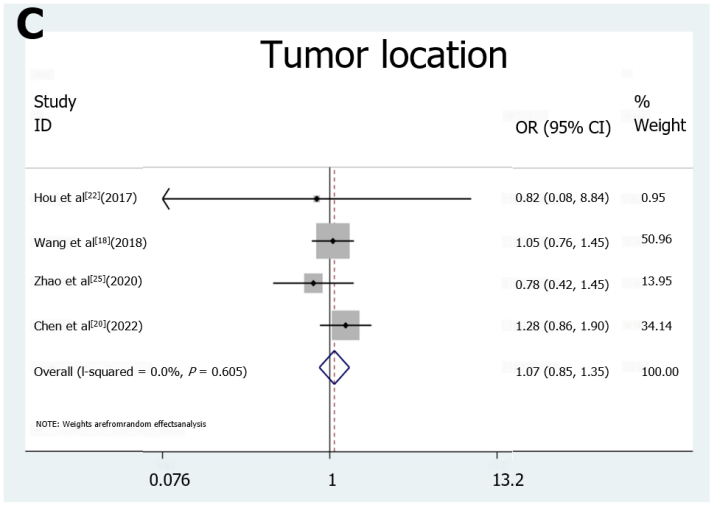 C
Tumor location
Study
ID
OR (95% CI)
%
Weight
Hou et al[22](2017) 0.82 (0.08, 8.84) 0.95
Wang et al[18](2018) 1.05 (0.76, 1.45) 50.96
Zhao et al[25](2020) 0.78 (0.42, 1.45) 13.95
Chen et al[20](2022) 1.28 (0.86, 1.90) 34.14
Overall (I-squared = 0.0%, P = 0.605) 1.07 (0.85, 1.35) 100.00
NOTE: Weights arefromrandom effectsanalysis
0.076 1 13.2